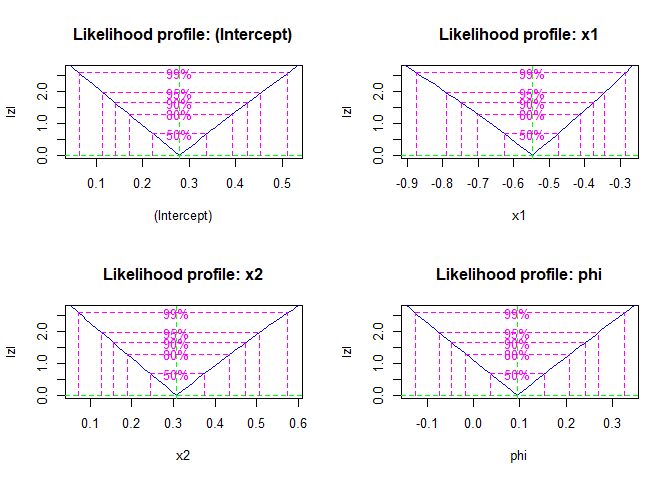 Likelihood profile: (Intercept)
|z|
0.0 1.0 2.0
99%
95%
90%
80%
50%
0.1 0.2 0.3 0.4 0.5
(Intercept)
Likelihood profile: x1
|z|
0.0 1.0 2.0
99%
95%
90%
80%
50%
-0.9 -0.8 -0.7 -0.6 -0.5 -0.4 -0.3
x1
Likelihood profile: x2
|z|
0.0 1.0 2.0
99%
95%
90%
80%
50%
0.1 0.2 0.3 0.4 0.5 0.6
x2
Likelihood profile: phi
|z|
0.0 1.0 2.0
99%
95%
90%
80%
50%
-0.1 0.0 0.1 0.2 0.3
phi